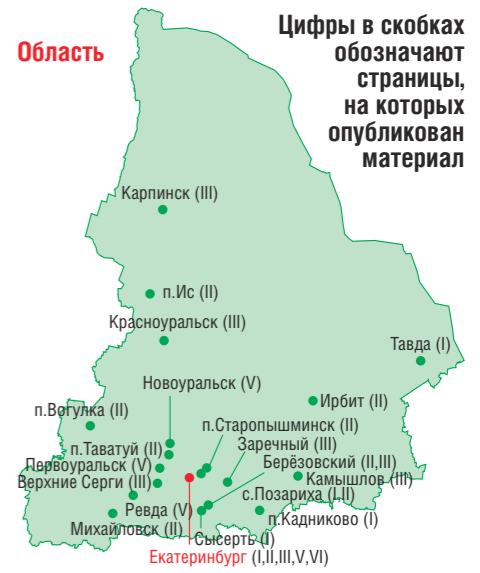 Область
Цифры в скобках
обозначают
страницы,
на которых
опубликован
материал
Карпинск (III)
п.Ис (II)
Красноуральск (III)
Тавда (I)
Новоуральск (V)
Ирбит (II)
п.Вогулка (II)
п.Старопышминск (II)
п.Таватуй (II)
Заречный (III)
Первоуральск (V)
Берёзовский (II,III)
Верхние Серги (III)
Камышлов (III)
с.Позариха (I,II)
Ревда (V)
п.Кадниково (I)
Михайловск (II)
Сысерть (I)
Екатеринбург (I,II,III,V,VI)